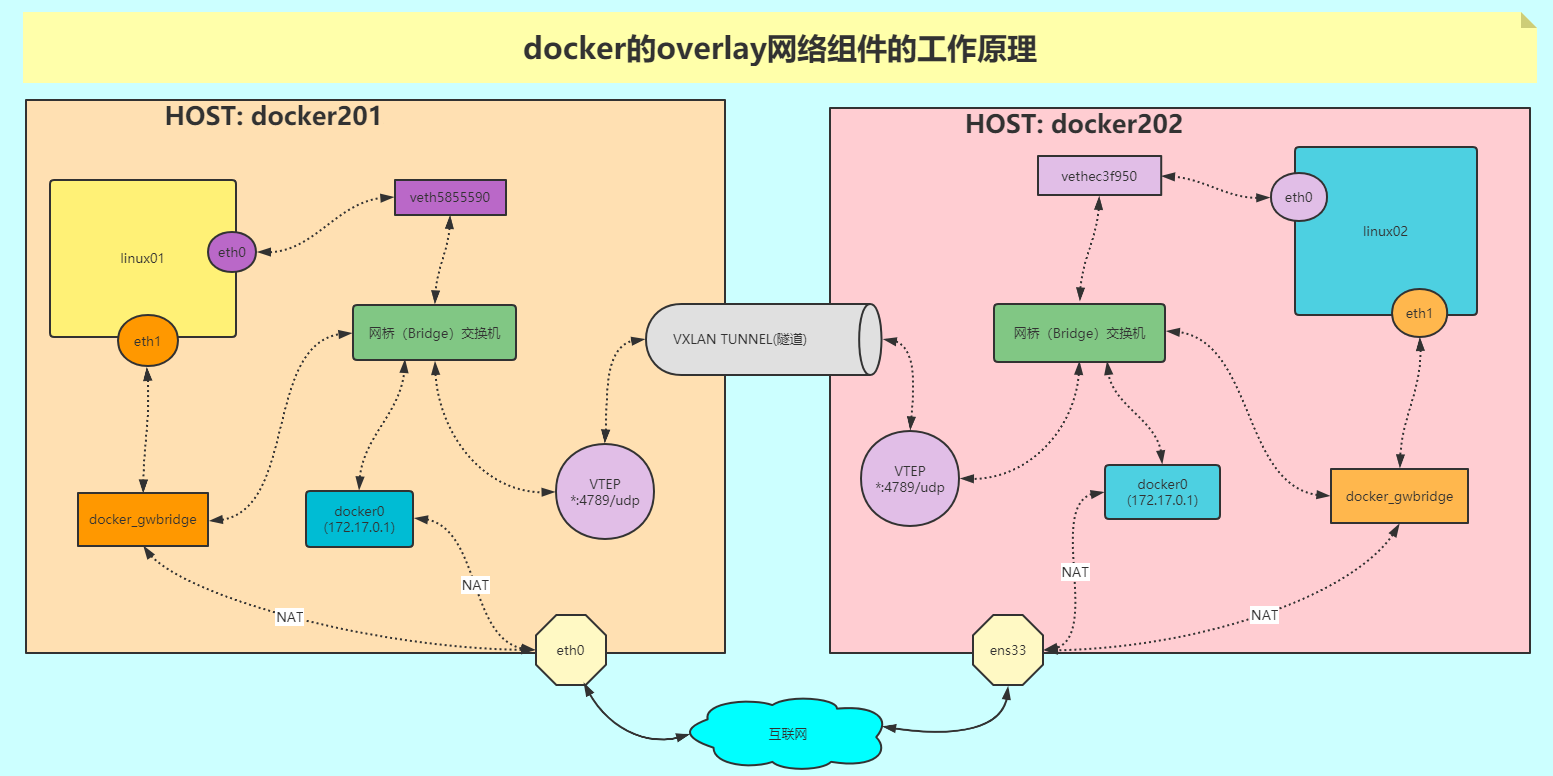 docker的overlay网络组件的工作原理
HOST: docker201
linux01
eth0
eth1
veth5855590
网桥（Bridge）交换机
docker_gwbridge
docker0
(172.17.0.1)
VTEP
*:4789/udp
NAT
NAT
eth0
VXLAN TUNNEL(隧道)
HOST: docker202
vethec3f950
eth0
linux02
eth1
网桥（Bridge）交换机
VTEP
*:4789/udp
docker0
(172.17.0.1)
docker_gwbridge
NAT
NAT
ens33
互联网